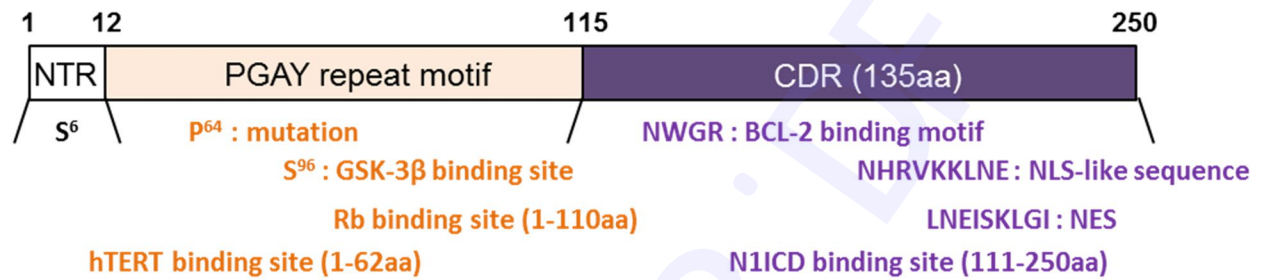 1 12 115 250
NTR PGAY repeat motif CDR (135aa)
S⁶ P⁶⁴ : mutation NWGR : BCL-2 binding motif
S⁹⁶ : GSK-3β binding site NHRVKKLNE : NLS-like sequence
Rb binding site (1-110aa) LNEISKLGI : NES
hTERT binding site (1-62aa) N1ICD binding site (111-250aa)